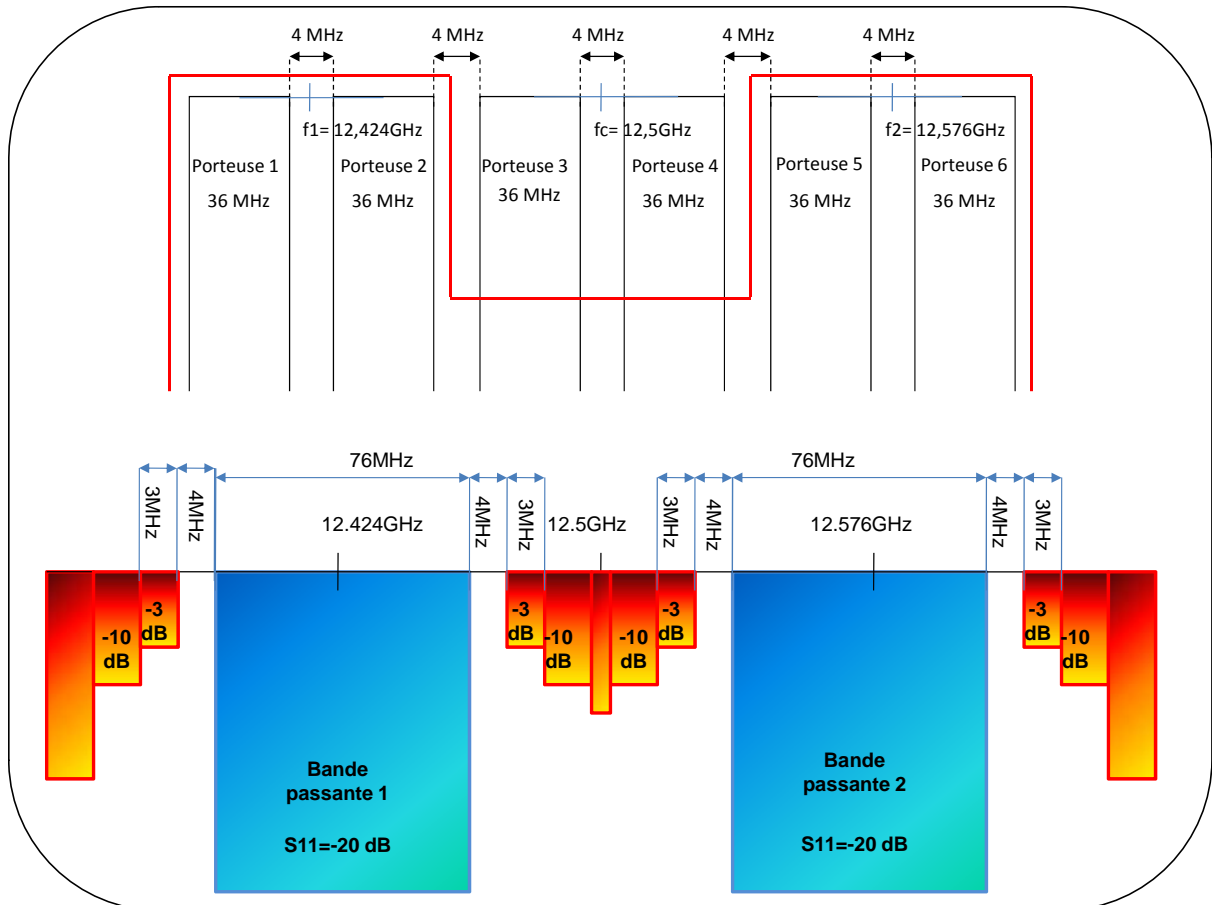 4 MHz 4 MHz 4 MHz 4 MHz 4 MHz
f1= 12,424GHz fc= 12,5GHz f2= 12,576GHz
Porteuse 1 Porteuse 2 Porteuse 3 Porteuse 4 Porteuse 5 Porteuse 6
36 MHz 36 MHz 36 MHz 36 MHz 36 MHz 36 MHz
76MHz 76MHz
3MHz 4MHz 4MHz 3MHz 3MHz 4MHz 4MHz 3MHz
12.424GHz 12.5GHz 12.576GHz
-3 -3 -3 -3
dB dB dB dB
-10 -10 -10 -10
dB dB dB dB
Bande Bande
passante 1 passante 2
S11=-20 dB S11=-20 dB